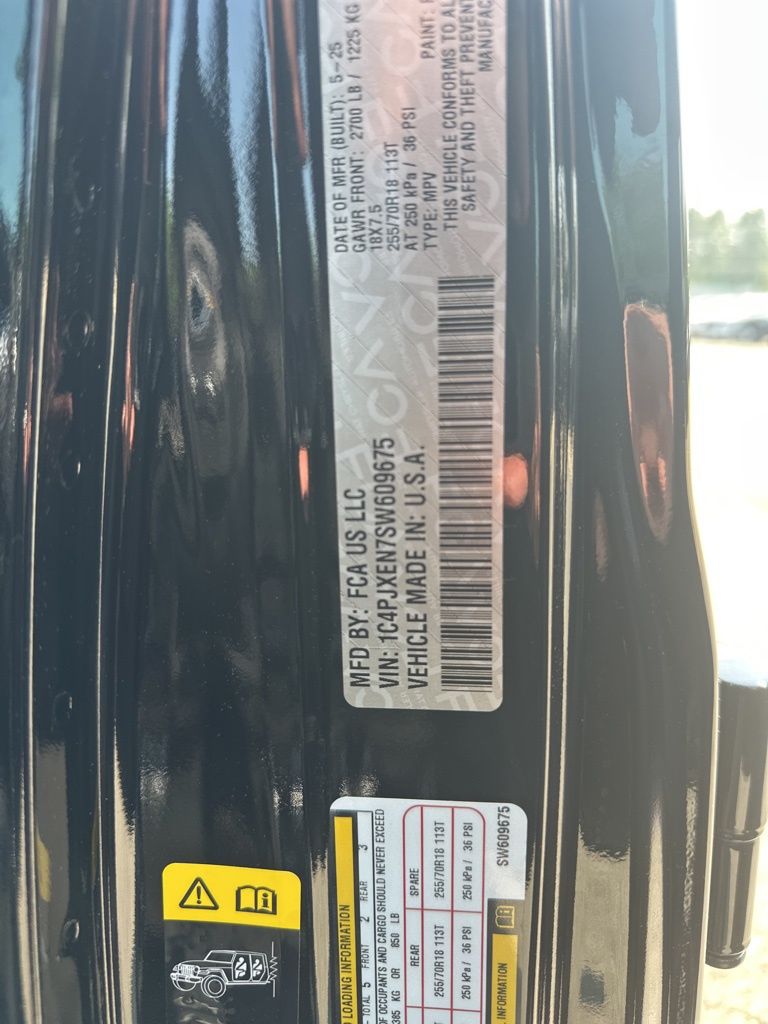 MFD BY: FCA US LLC
DATE OF MFR (BUILT): 5-25
GAWR FRONT: 2700 LB / 1225 KG
18X7.5
255/70R18 113T
AT 250 kPa / 36 PSI
TYPE: MPV
PAINT:
VIN: 1C4PJXEN7SW609675
VEHICLE MADE IN: U.S.A.
THIS VEHICLE CONFORMS TO
SAFETY AND THEFT
MANUFAC
LOADING INFORMATION
TOTAL 5 FRONT 2 REAR 3
OF OCCUPANTS AND CARGO SHOULD NEVER EXCEED
385 KG OR 850 LB
REAR SPARE
255/70R18 113T 255/70R18 113T
250 kPa / 36 PSI 250 kPa / 36 PSI
INFORMATION
SW609675